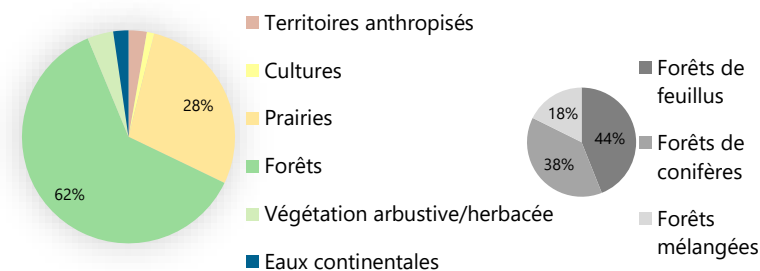 Territoires anthropisés
Cultures
Prairies
Forêts
Végétation arbustive/herbacée
Eaux continentales
28%
62%
18%
44%
38%
Forêts de
feuillus
Forêts de
conifères
Forêts
mélangées